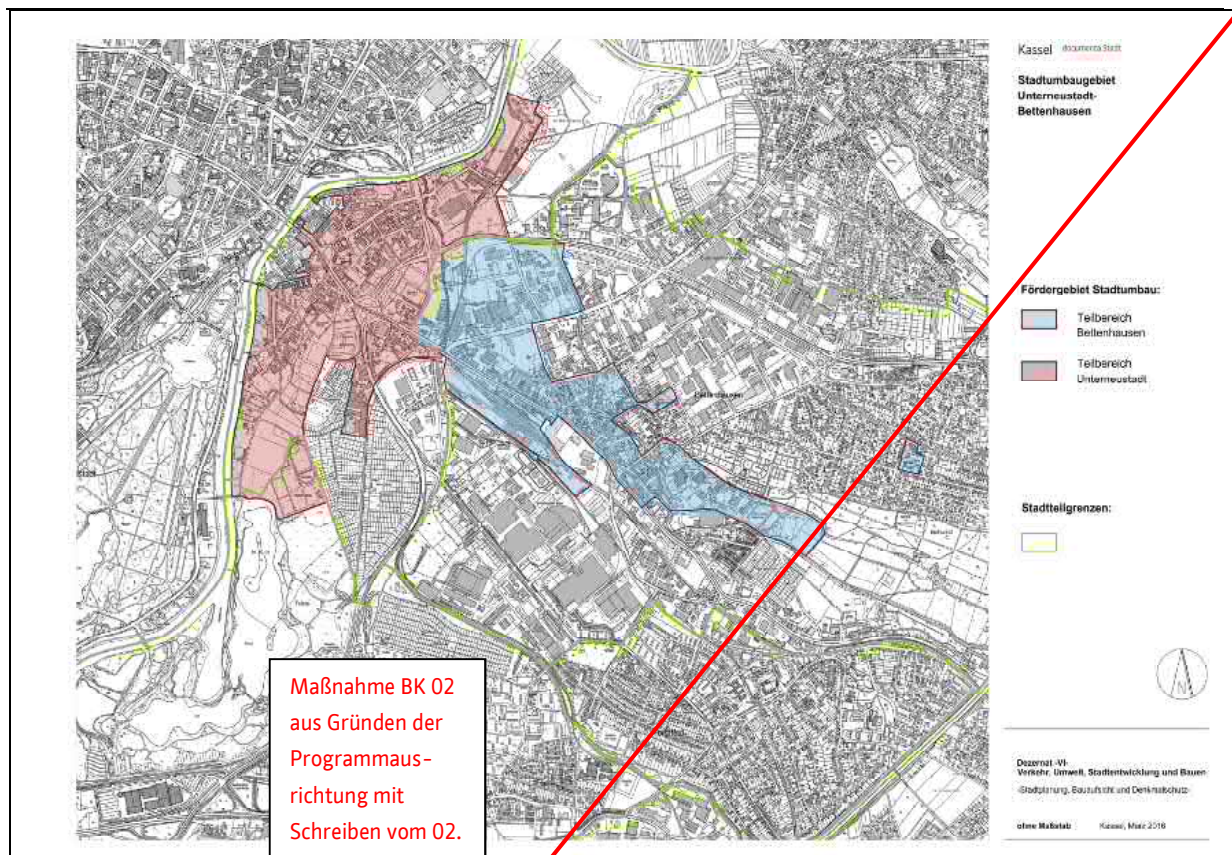 Kassel documenta Stadt
Stadtumbaugebiet
Unterneustadt-
Bettenhausen
Fördergebiet Stadtumbau:
Teilbereich
Bettenhausen
Teilbereich
Unterneustadt
Stadtteilgrenzen:
Bettenhausen
N
Maßnahme BK 02
aus Gründen der
Programmaus-
richtung mit
Schreiben vom 02.
Dezernat -VI-
Verkehr, Umwelt, Stadtentwicklung und Bauen
-Stadtplanung, Bauaufsicht und Denkmalschutz-
ohne Maßstab Kassel, März 2016